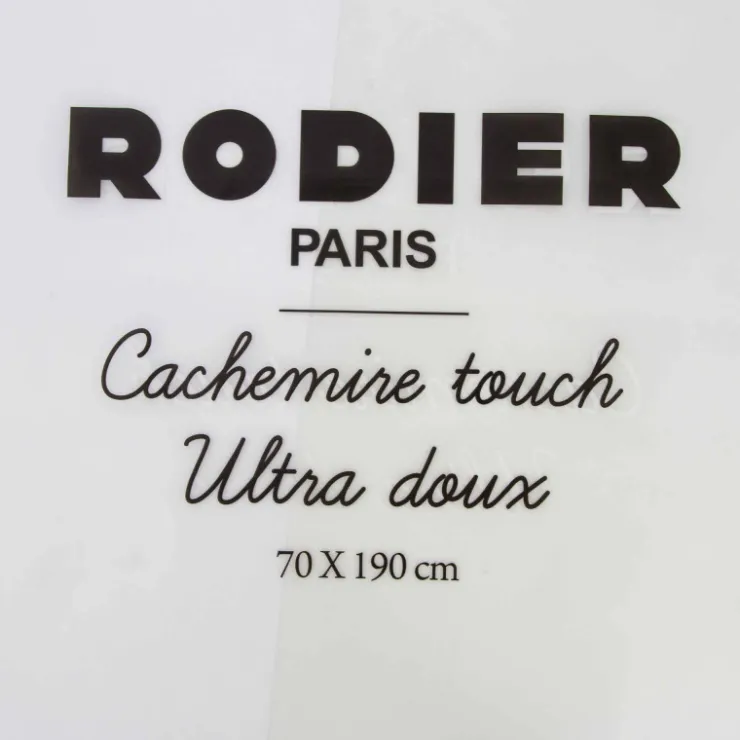 RODIER
PARIS
Cachemire touch
Ultra doux
70 X 190 cm